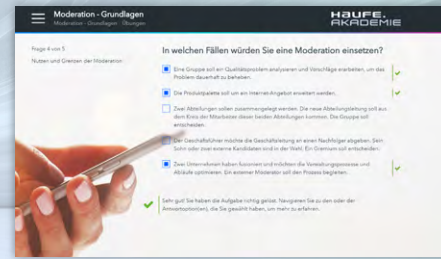 Moderation - Grundlagen
Moderation - Grundlagen - Übungen
HAUFE.
AKADEMIE
Frage 4 von 5
Nutzen und Grenzen der Moderation
In welchen Fällen würden Sie eine Moderation einsetzen?
Eine Gruppe soll ein Qualitätsproblem analysieren und Vorschläge erarbeiten, um das
Problem dauerhaft zu beheben.
Die Produktpalette soll um ein Internet-Angebot erweitert werden.
Zwei Abteilungen sollen zusammengelegt werden. Die neue Abteilungsleitung soll aus
dem Kreis der Mitarbeiter dieser beiden Abteilungen kommen. Die Gruppe soll
entscheiden.
Der Geschäftsführer möchte die Geschäftsleitung an einen Nachfolger abgeben. Sein
Sohn oder zwei externe Kandidaten sind in der Wahl. Ein Gremium soll entscheiden.
Zwei Unternehmen haben fusioniert und möchten die Verwaltungsprozesse und
Abläufe optimieren. Ein externer Moderator soll den Prozess begleiten.
Sehr gut! Sie haben die Aufgabe richtig gelöst. Navigieren Sie zu den oder der
Antwortoption(en), die Sie gewählt haben, um mehr zu erfahren.